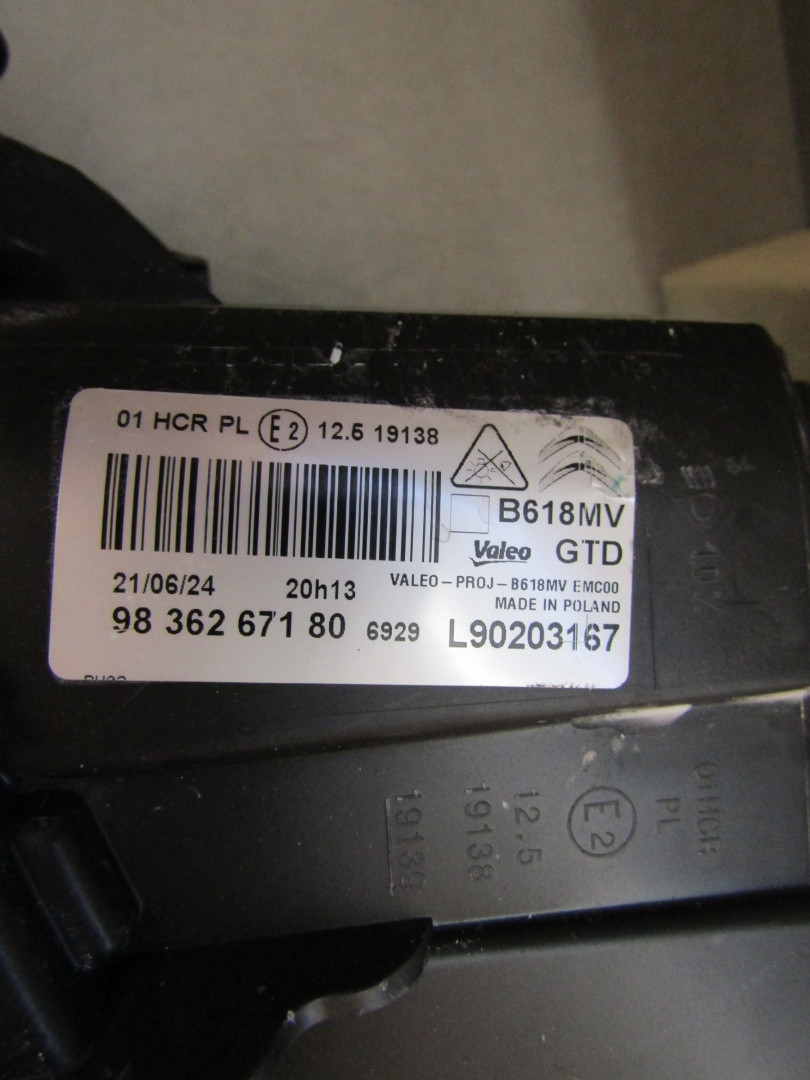 01 HCR PL E2 12.5 19138
B618MV
Valeo GTD
21/06/24 20h13 VALEO-PROJ-B618MV EMC00
MADE IN POLAND
98 362 671 80 6929 L90203167
01HCR
PL
E2
12.5
19138
19139